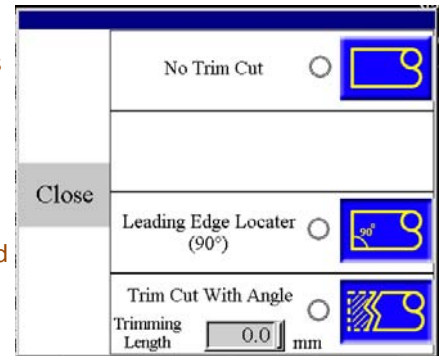 No Trim Cut
Close
Leading Edge Locater
(90°)
90°
Trim Cut With Angle
Trimming
Length 0.0 mm